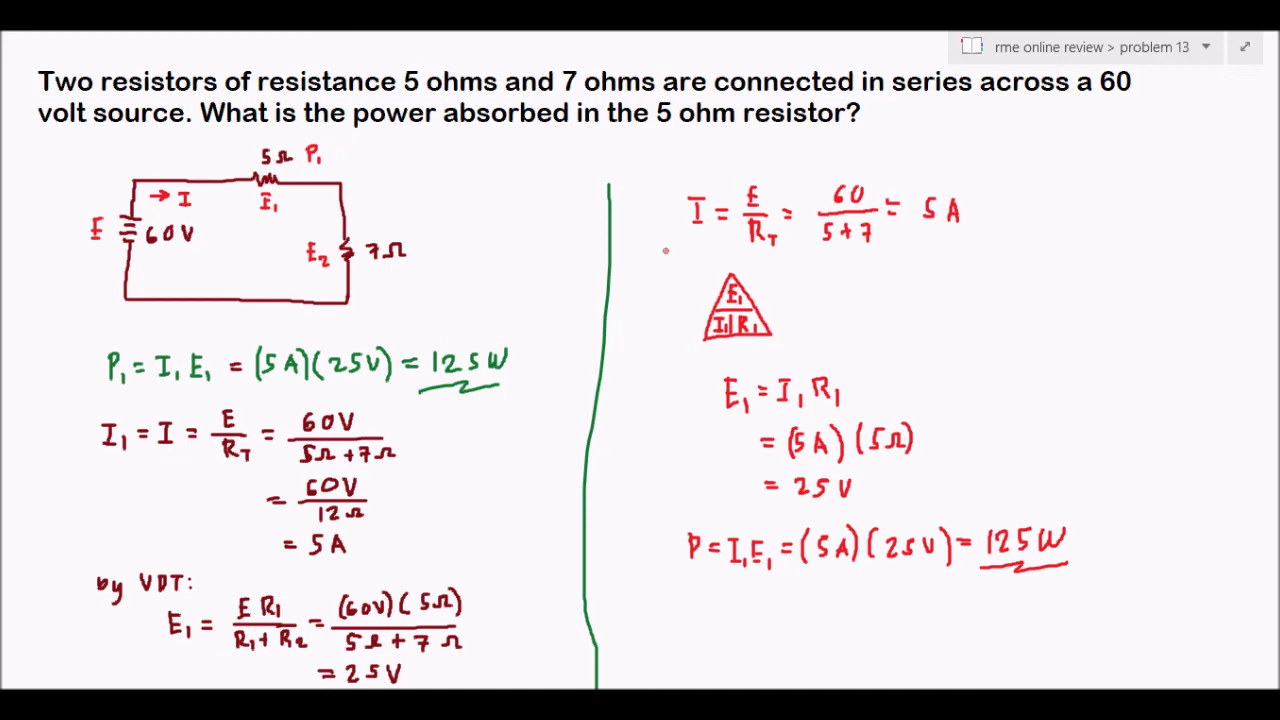 rme online review > problem 13
Two resistors of resistance 5 ohms and 7 ohms are connected in series across a 60
volt source. What is the power absorbed in the 5 ohm resistor?
5Ω P₁
→ I
E₁
E
60V
E₂
7Ω
P₁ = I₁ E₁ = (5A)(25V) = 125W
I₁ = I = E/R_T = 60V/5Ω+7Ω
= 60V/12Ω
= 5A
by VDT:
E₁ = E R₁/R₁+R₂ = (60V)(5Ω)/5Ω+7Ω
= 25V
I = E/R_T = 60/5+7 = 5A
E₁
I₁|R₁
E₁ = I₁R₁
= (5A)(5Ω)
= 25V
P = I₁E₁ = (5A)(25V) = 125W